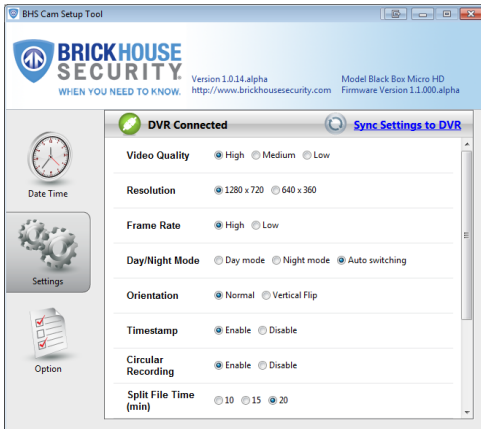 BHS Cam Setup Tool
BRICKHOUSE
SECURITY
WHEN YOU NEED TO KNOW.
Version 1.0.14.alpha
http://www.brickhousesecurity.com
Model Black Box Micro HD
Firmware Version 1.1.000.alpha
Date Time
Settings
Option
DVR Connected Sync Settings to DVR
Video Quality High Medium Low
Resolution 1280 x 720 640 x 360
Frame Rate High Low
Day/Night Mode Day mode Night mode Auto switching
Orientation Normal Vertical Flip
Timestamp Enable Disable
Circular
Recording Enable Disable
Split File Time
(min) 10 15 20